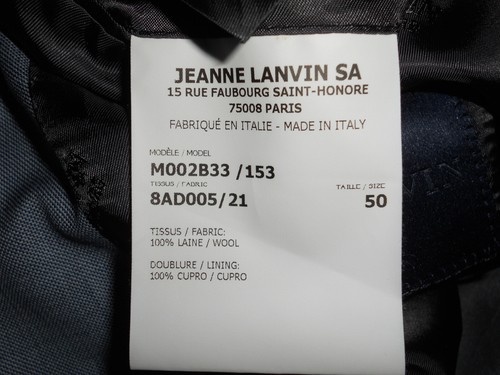 JEANNE LANVIN SA
15 RUE FAUBOURG SAINT-HONORE
75008 PARIS
FABRIQUÉ EN ITALIE - MADE IN ITALY
MODÈLE / MODEL
M002B33 /153
TISSUS / FABRIC
TAILLE / SIZE
8AD005/21
50
TISSUS / FABRIC:
100% LAINE / WOOL
DOUBLURE / LINING:
100% CUPRO / CUPRO